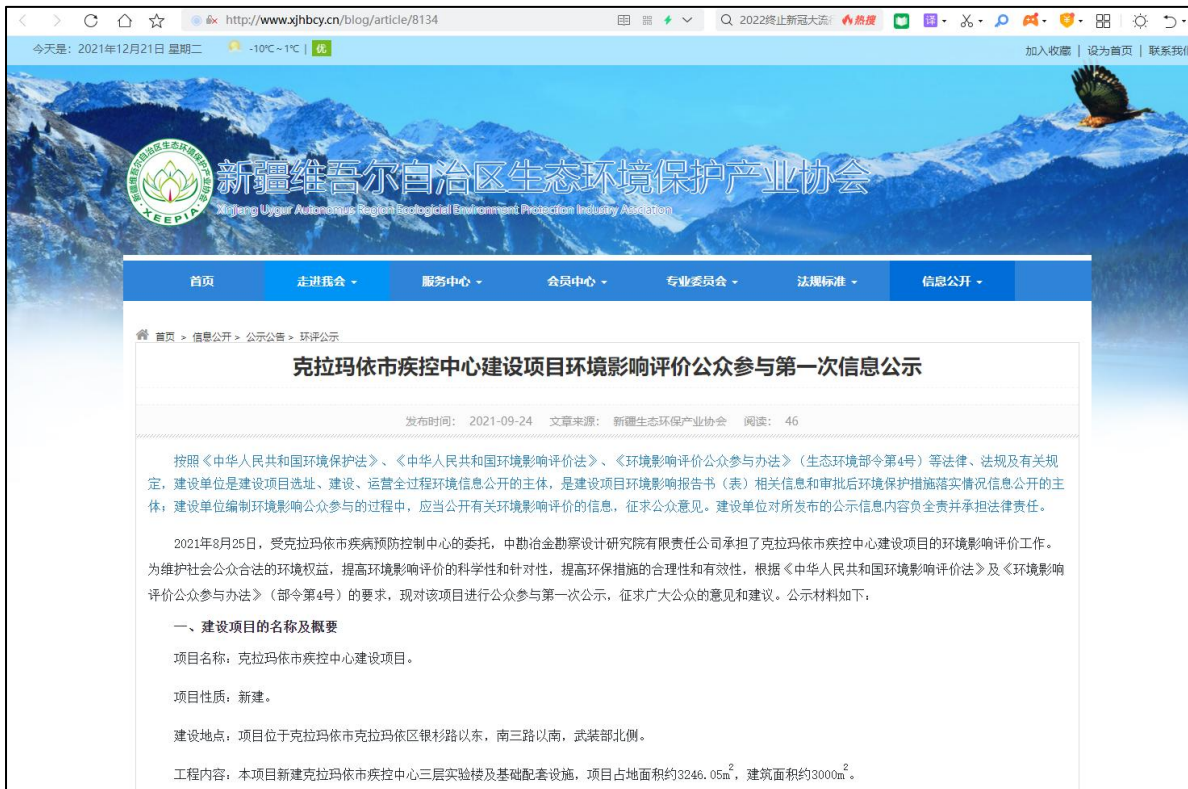 http://www.xjhbcy.cn/blog/article/8134
2022终止新冠大流 热搜
今天是：2021年12月21日 星期二 -10℃~1℃ | 优
加入收藏 | 设为首页 | 联系我们
新疆维吾尔自治区生态环境保护产业协会
XEEPIA
新疆维吾尔自治区生态环境保护产业协会
首页 走进我会 服务中心 会员中心 专业委员会 法规标准 信息公开
首页 > 信息公开 > 公示公告 > 环评公示
克拉玛依市疾控中心建设项目环境影响评价公众参与第一次信息公示
发布时间： 2021-09-24 文章来源： 新疆生态环保产业协会 阅读： 46
按照《中华人民共和国环境保护法》、《中华人民共和国环境影响评价法》、《环境影响评价公众参与办法》（生态环境部令第4号）等法律、法规及有关规
定，建设单位是建设项目选址、建设、运营全过程环境信息公开的主体，是建设项目环境影响报告书（表）相关信息和审批后环境保护措施落实情况信息公开的主
体；建设单位编制环境影响公众参与的过程中，应当公开有关环境影响评价的信息，征求公众意见。建设单位对所发布的公示信息内容负全责并承担法律责任。
2021年8月25日，受克拉玛依市疾病预防控制中心的委托，中勘冶金勘察设计研究院有限责任公司承担了克拉玛依市疾控中心建设项目的环境影响评价工作。
为维护社会公众合法的环境权益，提高环境影响评价的科学性和针对性，提高环保措施的合理性和有效性，根据《中华人民共和国环境影响评价法》及《环境影响
评价公众参与办法》（部令第4号）的要求，现对该项目进行公众参与第一次公示，征求广大公众的意见和建议。公示材料如下：
一、建设项目的名称及概要
项目名称：克拉玛依市疾控中心建设项目。
项目性质：新建。
建设地点：项目位于克拉玛依市克拉玛依区银杉路以东，南三路以南，武装部北侧。
工程内容：本项目新建克拉玛依市疾控中心三层实验楼及基础配套设施，项目占地面积约3246.05m²，建筑面积约3000m²。